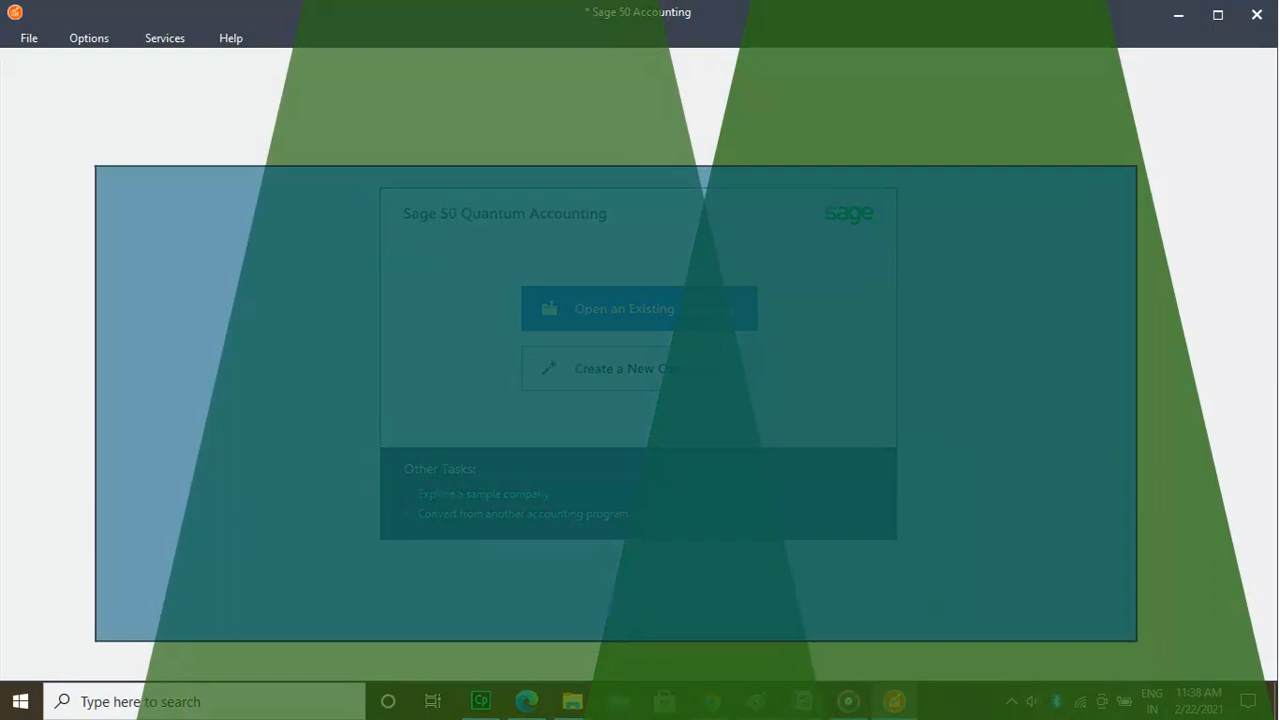 * Sage 50 Accounting
File Options Services Help
Sage 50 Quantum Accounting
sage
Open an Existing
Create a New
Other Tasks:
Explore a sample company
Convert from another accounting program
Type here to search
Cp
ENG
IN
11:38 AM
2/22/2021